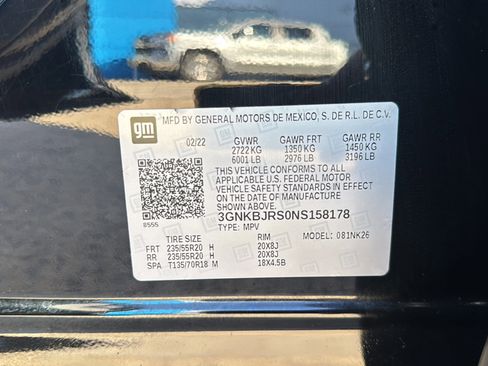 gm
MFD BY GENERAL MOTORS DE MEXICO, S. DE R.L. DE C.V.
02/22 GVWR GAWR FRT GAWR RR
2722 KG 1350 KG 1450 KG
6001 LB 2976 LB 3196 LB
THIS VEHICLE CONFORMS TO ALL
APPLICABLE U.S. FEDERAL MOTOR
VEHICLE SAFETY STANDARDS IN EFFECT
ON THE DATE OF MANUFACTURE
SHOWN ABOVE.
3GNKBJRS0NS158178
8555 TYPE: MPV MODEL: 081NK26
TIRE SIZE RIM
FRT 235/55R20 H 20X8J
RR 235/55R20 H 20X8J
SPA T135/70R18 M 18X4.5B